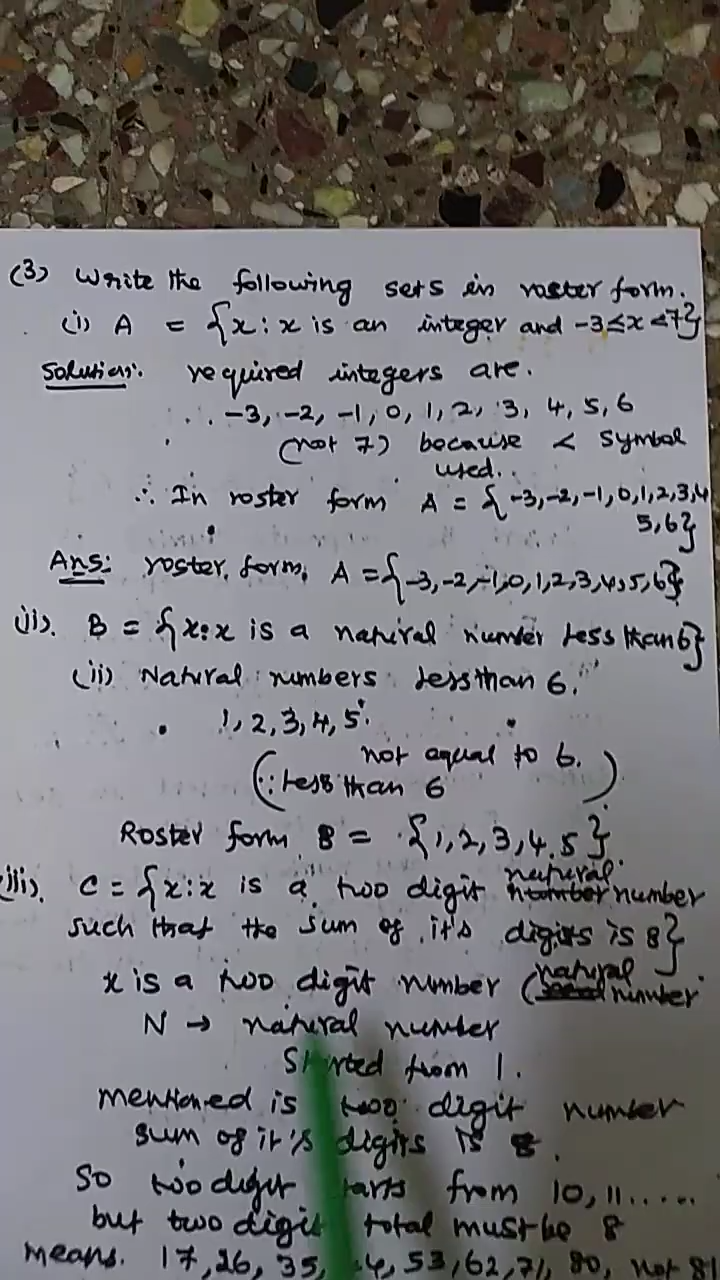 (3) Write the following sets in roster form.
(i) A = {x : x is an integer and -3≤x<7}
Solution: required integers are.
-3, -2, -1, 0, 1, 2, 3, 4, 5, 6
(not 7) because < symbol
used..
∴ In roster form A = {-3,-2,-1,0,1,2,3,4
5,6}
Ans: roster form, A = {-3,-2,-1,0,1,2,3,4,5,6}
(ii). B = {x:x is a natural number less than 6}
(ii) Natural numbers less than 6.
1, 2, 3, 4, 5.
not equal to 6.
(∵ Less than 6 )
Roster form B = {1,2,3,4.5}
natural
(iii). C = {x:x is a two digit number
such that the sum of it's digits is 8}
natural
x is a two digit number ( number
N → natural number
Started from 1.
mentioned is two digit number
sum of it's digits is 8.
So two digit from 10, 11.....
but two digit total must be 8
means. 17, 26, 35, 53, 62, 71, 80, not 81